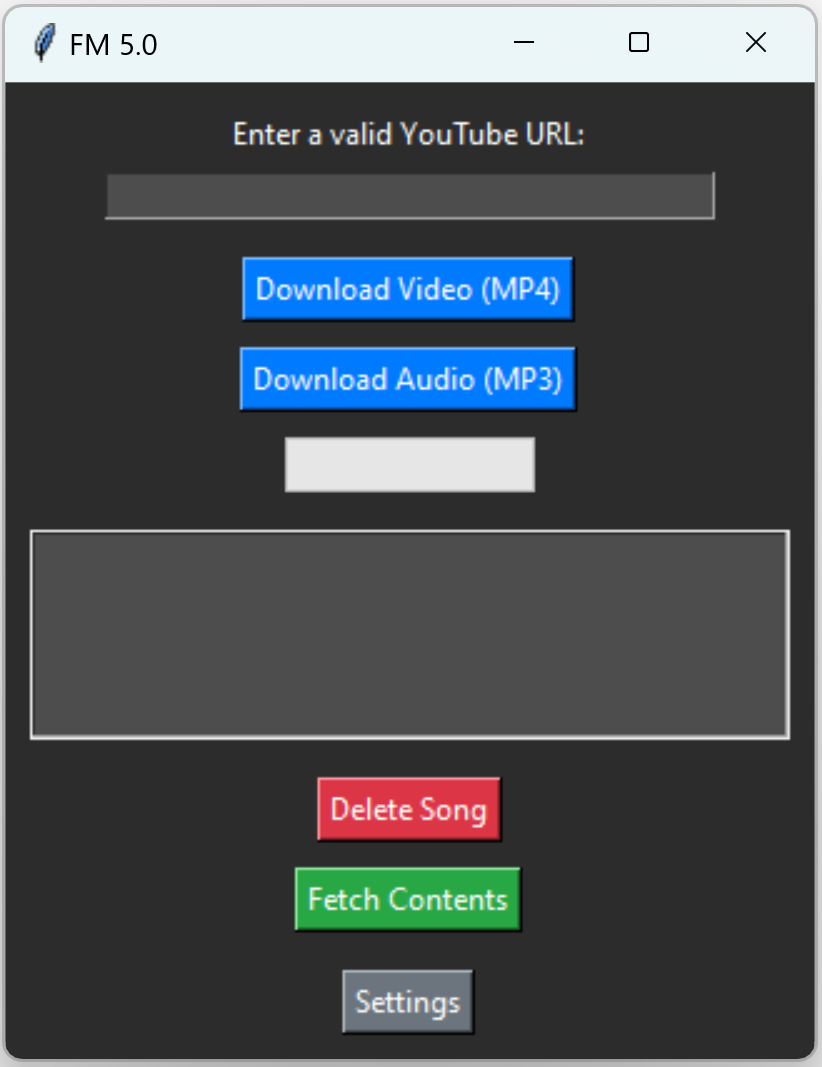 FM 5.0
Enter a valid YouTube URL:
Download Video (MP4)
Download Audio (MP3)
Delete Song
Fetch Contents
Settings